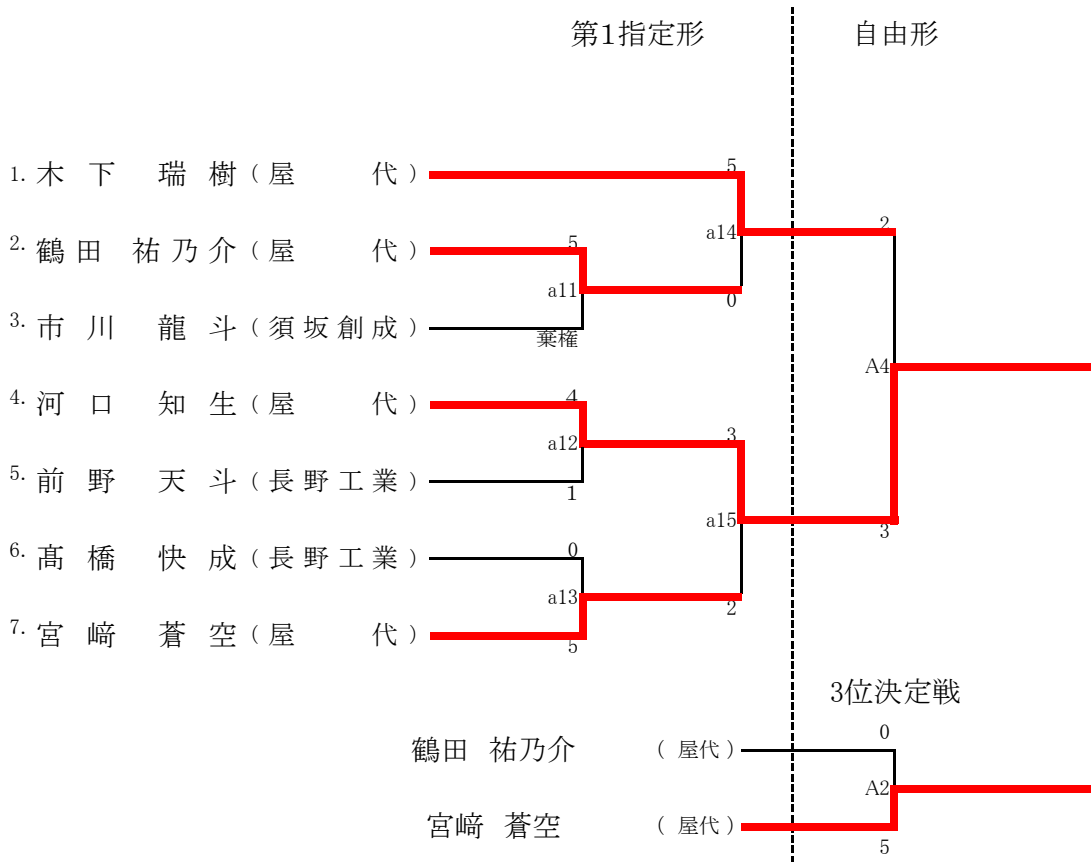 第1指定形 自由形
5
1. 木下 瑞樹 (屋 代)
2
a14
2. 鶴田 祐乃介 (屋 代)
5
a11
0
3. 市川 龍斗 (須坂創成)
棄権
A4
4. 河口 知生 (屋 代)
4
a12
3
5. 前野 天斗 (長野工業)
1
a15
3
6. 髙橋 快成 (長野工業)
0
a13
2
7. 宮﨑 蒼空 (屋 代)
5
3位決定戦
0
鶴田 祐乃介 (屋代)
A2
宮﨑 蒼空 (屋代)
5